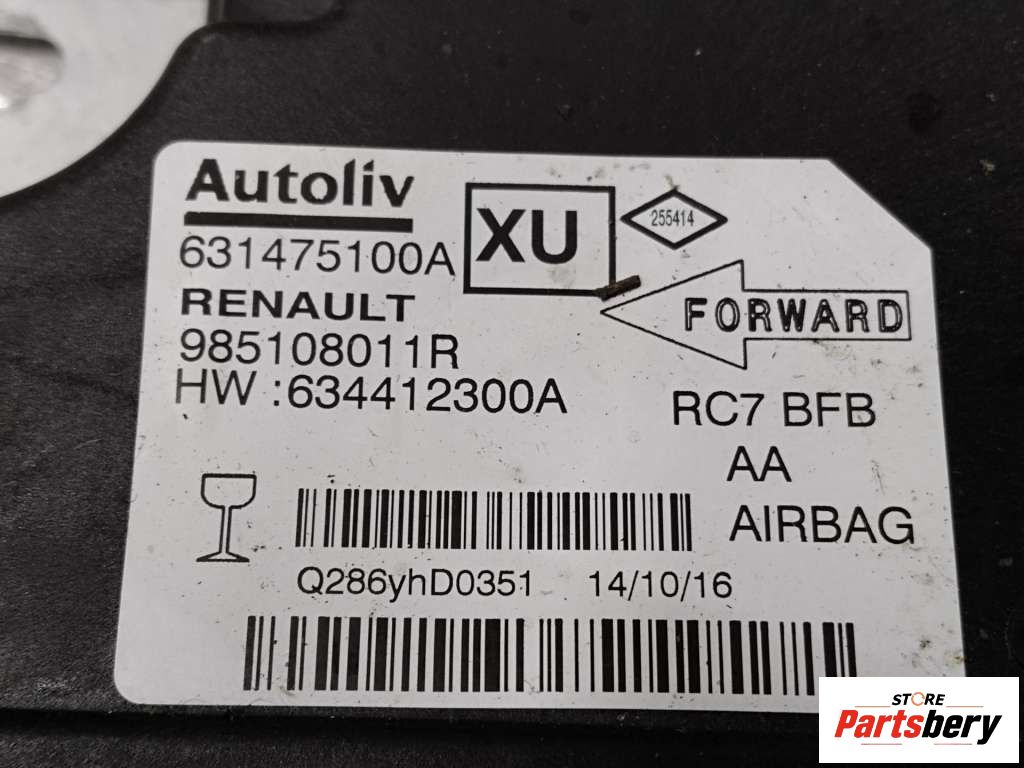 Autoliv
631475100A
XU
255414
RENAULT
985108011R
HW :634412300A
FORWARD
RC7 BFB
AA
AIRBAG
Q286yhD0351 14/10/16
STORE
Partsbery